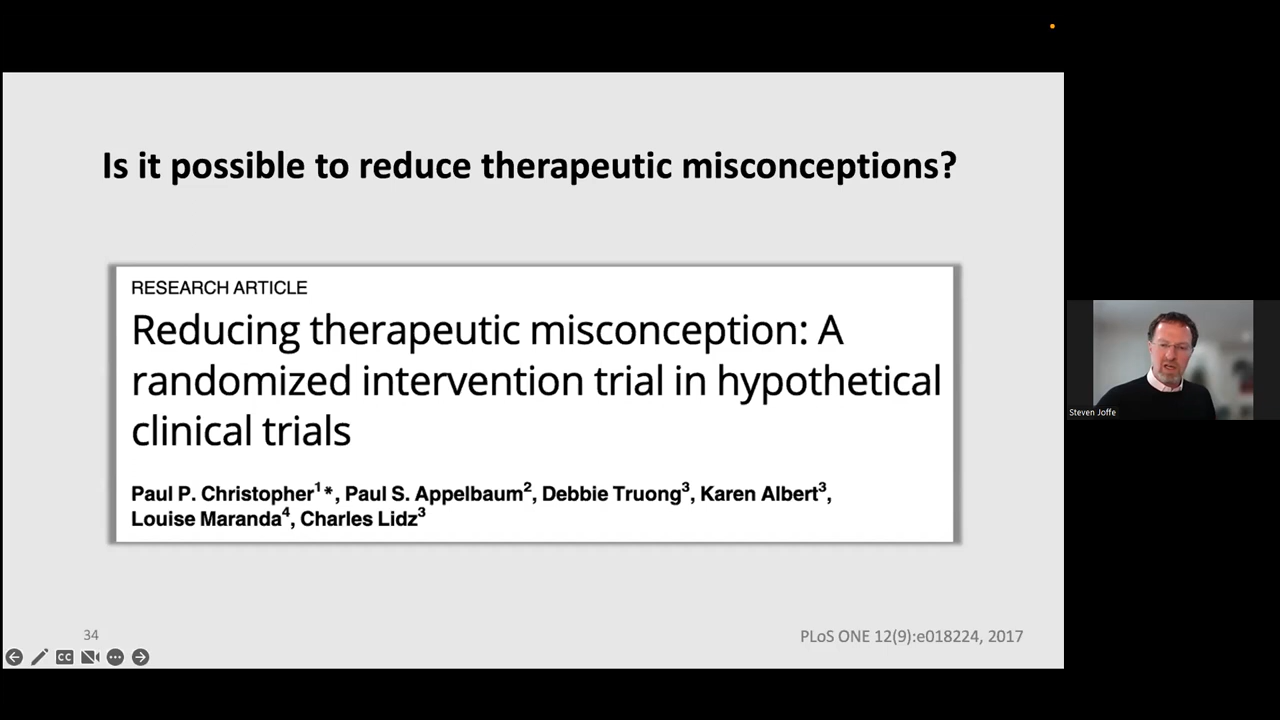 Is it possible to reduce therapeutic misconceptions?
RESEARCH ARTICLE
Reducing therapeutic misconception: A
randomized intervention trial in hypothetical
clinical trials
Paul P. Christopher1*, Paul S. Appelbaum2, Debbie Truong3, Karen Albert3,
Louise Maranda4, Charles Lidz3
Steven Joffe
34
PLoS ONE 12(9):e018224, 2017
CC